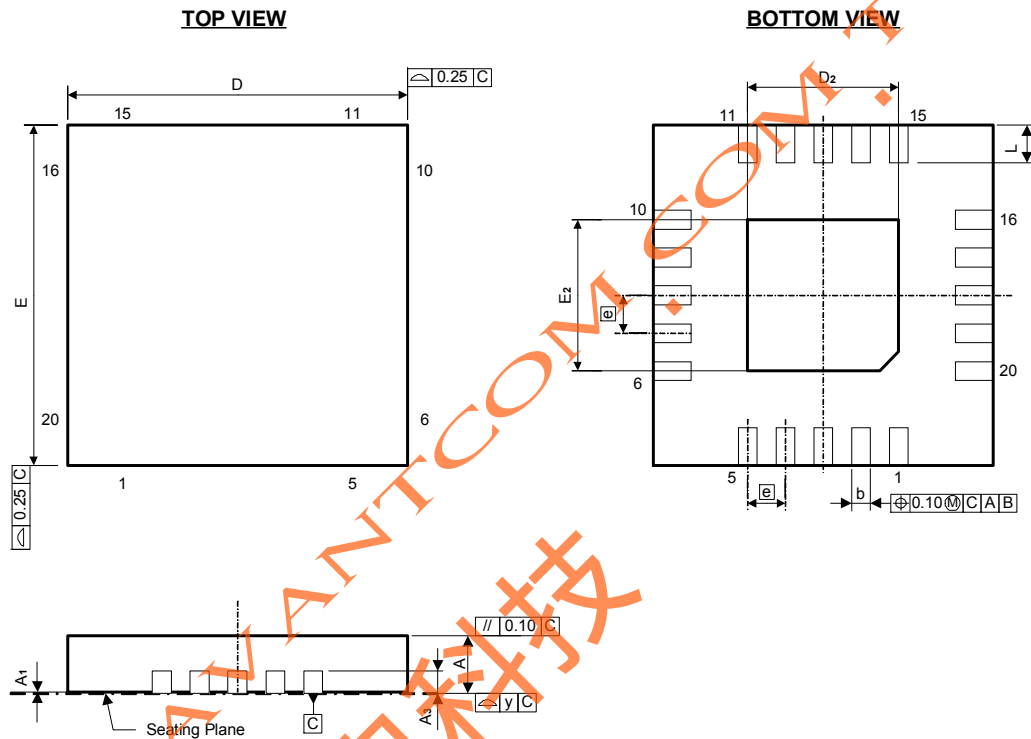 TOP VIEW
BOTTOM VIEW
D
⌓ 0.25 C
D2
15
11
11
15
L
16
10
10
16
E
E2
e
20
6
6
20
1
5
5
1
e
b
⌖ 0.10 Ⓜ C A B
⌓ 0.25 C
// 0.10 C
A
A1
A3
⌓ y C
C
Seating Plane
AVANTCOM.COM.T
科技